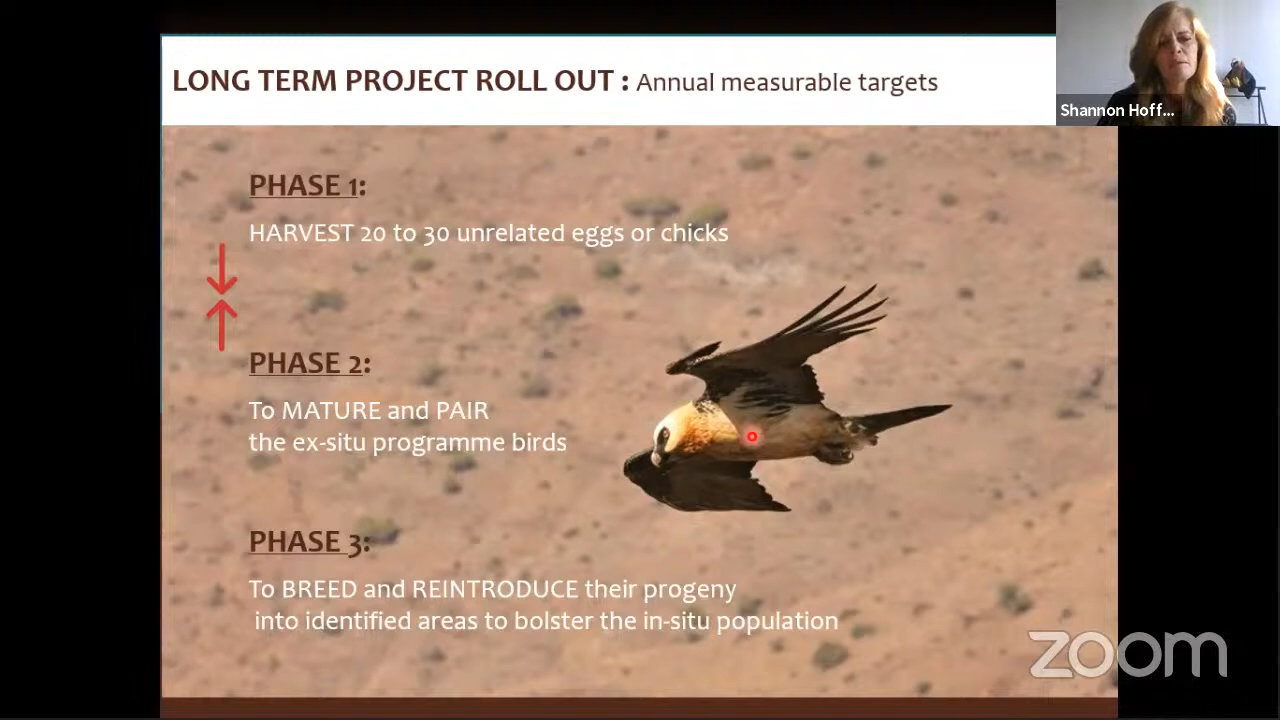 LONG TERM PROJECT ROLL OUT : Annual measurable targets
Shannon Hoff...
PHASE 1:
HARVEST 20 to 30 unrelated eggs or chicks
PHASE 2:
To MATURE and PAIR
the ex-situ programme birds
PHASE 3:
To BREED and REINTRODUCE their progeny
into identified areas to bolster the in-situ population
zoom